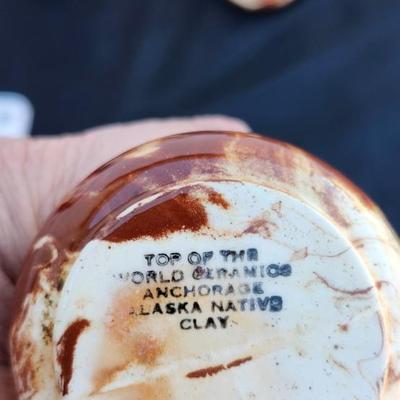 TOP OF THE
WORLD CERAMICS
ANCHORAGE
ALASKA NATIVE
CLAY